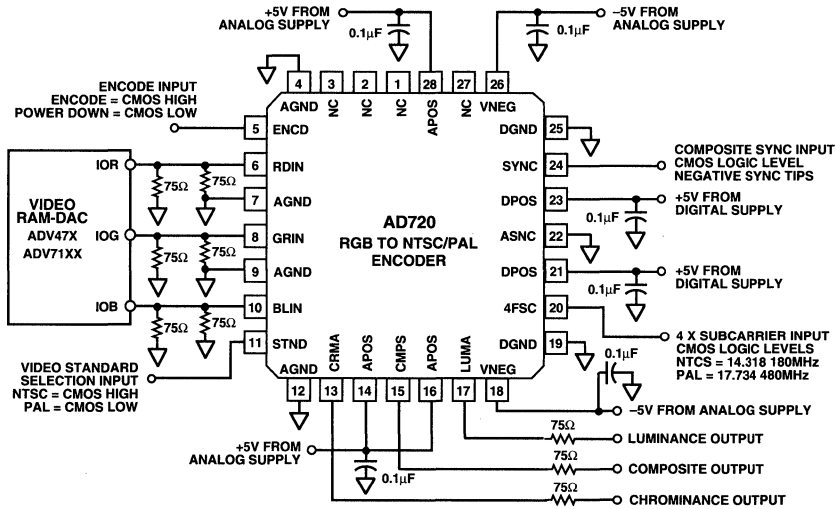 +5V FROM
ANALOG SUPPLY
0.1µF
0.1µF
−5V FROM
ANALOG SUPPLY
4
3
2
1
28
27
26
AGND
NC
NC
NC
APOS
NC
VNEG
ENCODE INPUT
ENCODE = CMOS HIGH
POWER DOWN = CMOS LOW
5
ENCD
DGND
25
VIDEO
RAM-DAC
ADV47X
ADV71XX
IOR
75Ω
75Ω
6
RDIN
SYNC
24
COMPOSITE SYNC INPUT
CMOS LOGIC LEVEL
NEGATIVE SYNC TIPS
7
AGND
DPOS
23
0.1µF
+5V FROM
DIGITAL SUPPLY
AD720
RGB TO NTSC/PAL
ENCODER
IOG
75Ω
75Ω
8
GRIN
ASNC
22
9
AGND
DPOS
21
0.1µF
+5V FROM
DIGITAL SUPPLY
IOB
75Ω
75Ω
10
BLIN
4FSC
20
4 X SUBCARRIER INPUT
CMOS LOGIC LEVELS
NTCS = 14.318 180MHz
PAL = 17.734 480MHz
11
STND
DGND
19
VIDEO STANDARD
SELECTION INPUT
NTSC = CMOS HIGH
PAL = CMOS LOW
AGND
CRMA
APOS
CMPS
APOS
LUMA
VNEG
12
13
14
15
16
17
18
0.1µF
−5V FROM ANALOG SUPPLY
+5V FROM
ANALOG SUPPLY
0.1µF
75Ω
LUMINANCE OUTPUT
75Ω
COMPOSITE OUTPUT
75Ω
CHROMINANCE OUTPUT